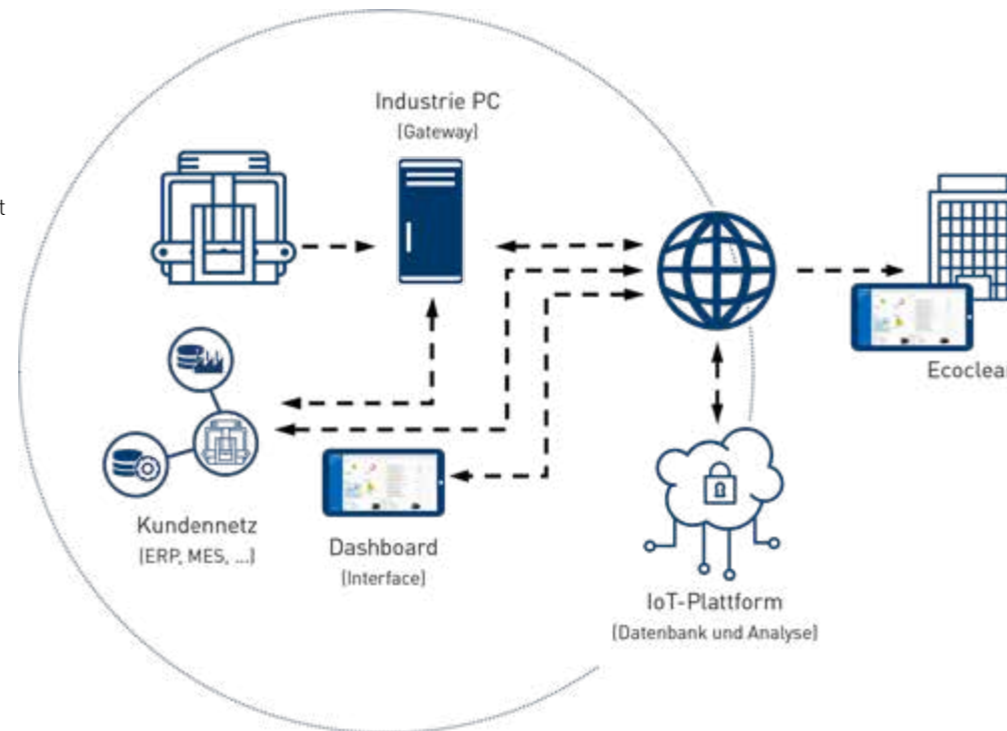 Industrie PC
(Gateway)
t
Ecoclea
Kundennetz
(ERP, MES, ...)
Dashboard
(Interface)
IoT-Plattform
(Datenbank und Analyse)